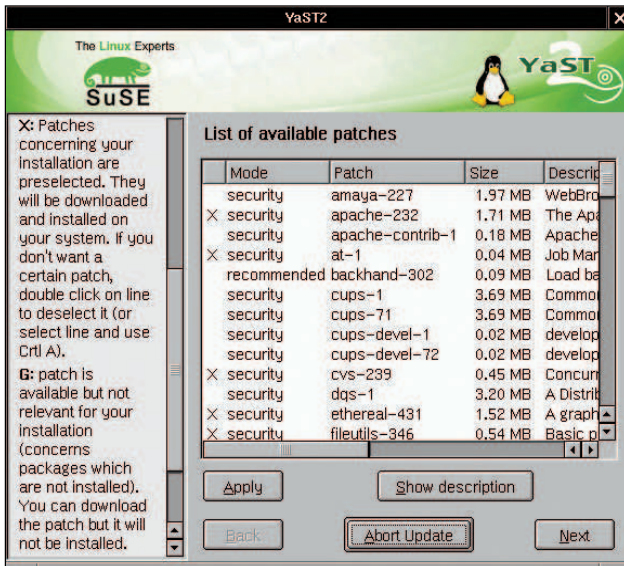 YaST2
X
The Linux Experts
SuSE
YaST
2
X: Patches
concerning your
installation are
preselected. They
will be downloaded
and installed on
your system. If you
don't want a
certain patch,
double click on line
to deselect it (or
select line and use
Crtl A).
G: patch is
available but not
relevant for your
installation
(concerns
packages which
are not installed).
You can download
the patch but it will
not be installed.
List of available patches
Mode Patch Size Descrip
security amaya-227 1.97 MB WebBro
X security apache-232 1.71 MB The Apa
security apache-contrib-1 0.18 MB Apache
X security at-1 0.04 MB Job Mar
recommended backhand-302 0.09 MB Load ba
security cups-1 3.69 MB Commo
security cups-71 3.69 MB Commo
security cups-devel-1 0.02 MB develop
security cups-devel-72 0.02 MB develop
X security cvs-239 0.45 MB Concurr
security dqs-1 3.20 MB A Distrib
X security ethereal-431 1.52 MB A graph
X security fileutils-346 0.54 MB Basic p
Apply Show description
Back Abort Update Next